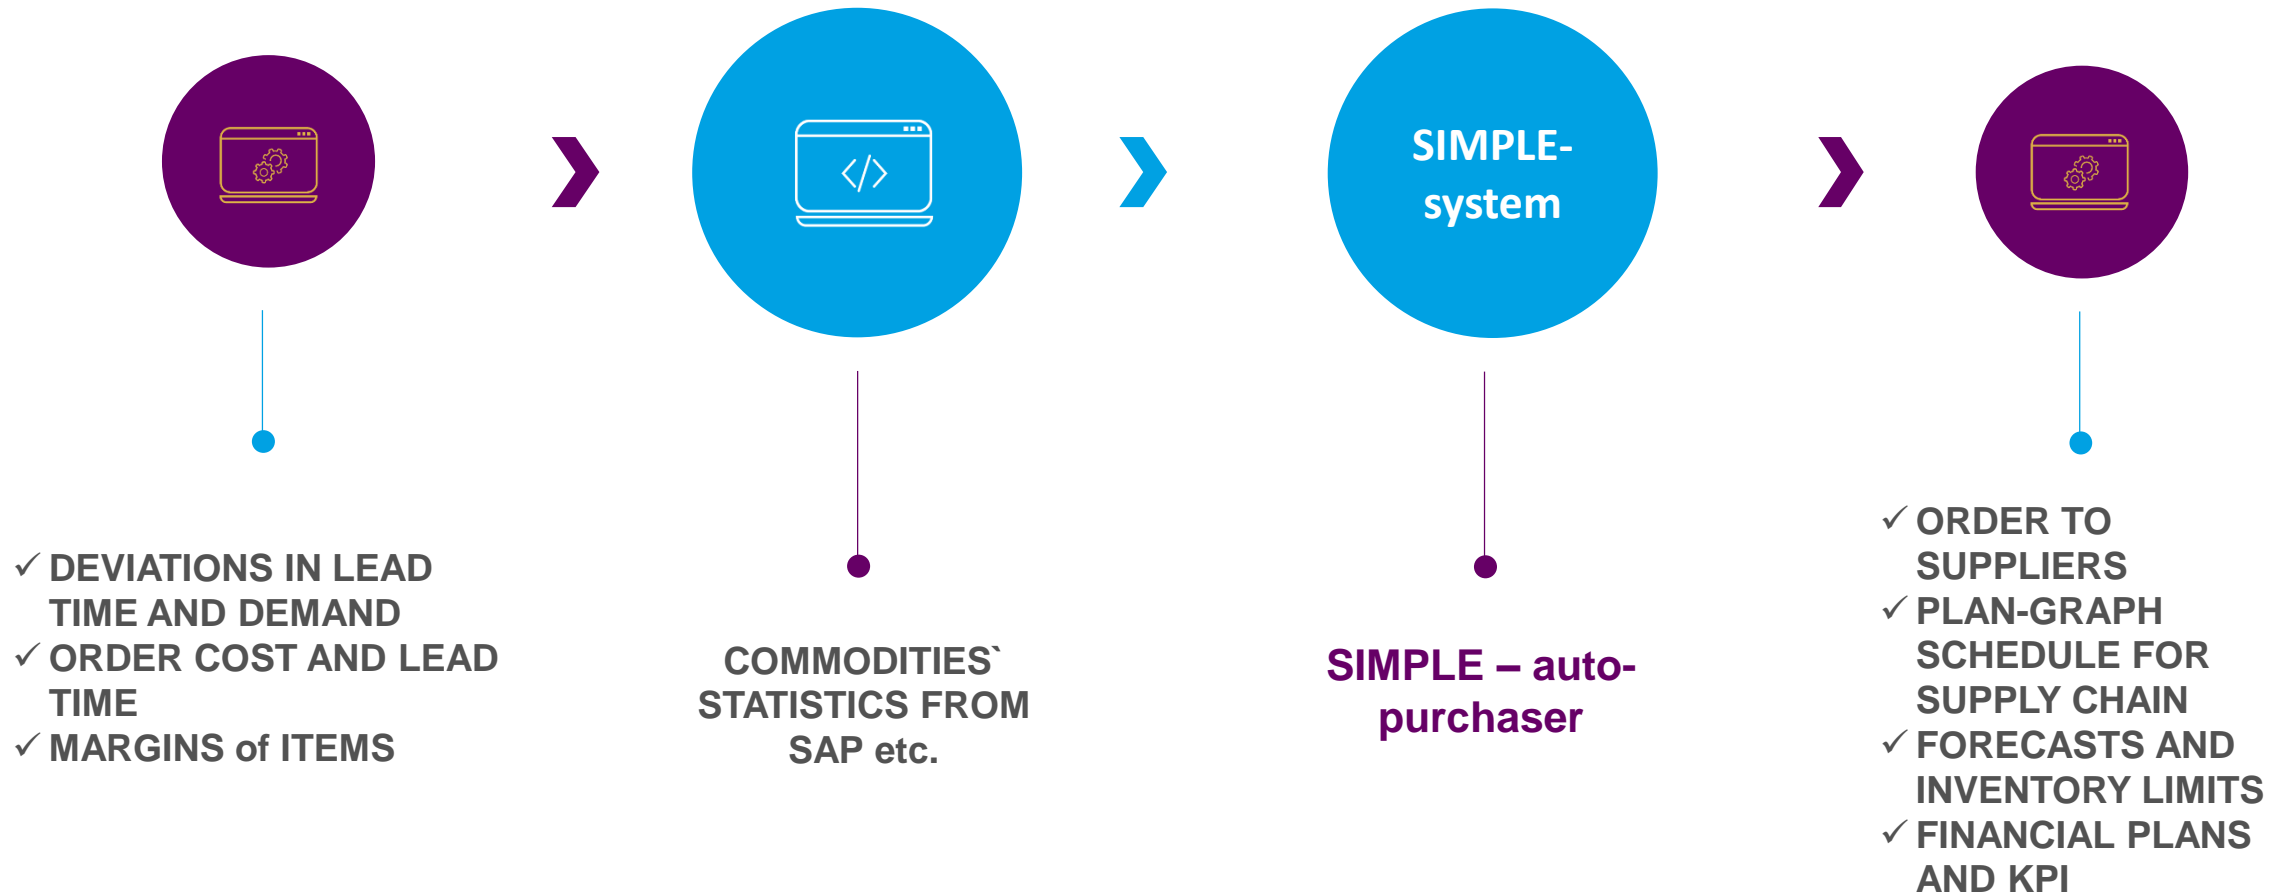 SIMPLE-
system
✓ DEVIATIONS IN LEAD
TIME AND DEMAND
✓ ORDER COST AND LEAD
TIME
✓ MARGINS of ITEMS
COMMODITIES`
STATISTICS FROM
SAP etc.
SIMPLE – auto-
purchaser
✓ ORDER TO
SUPPLIERS
✓ PLAN-GRAPH
SCHEDULE FOR
SUPPLY CHAIN
✓ FORECASTS AND
INVENTORY LIMITS
✓ FINANCIAL PLANS
AND KPI